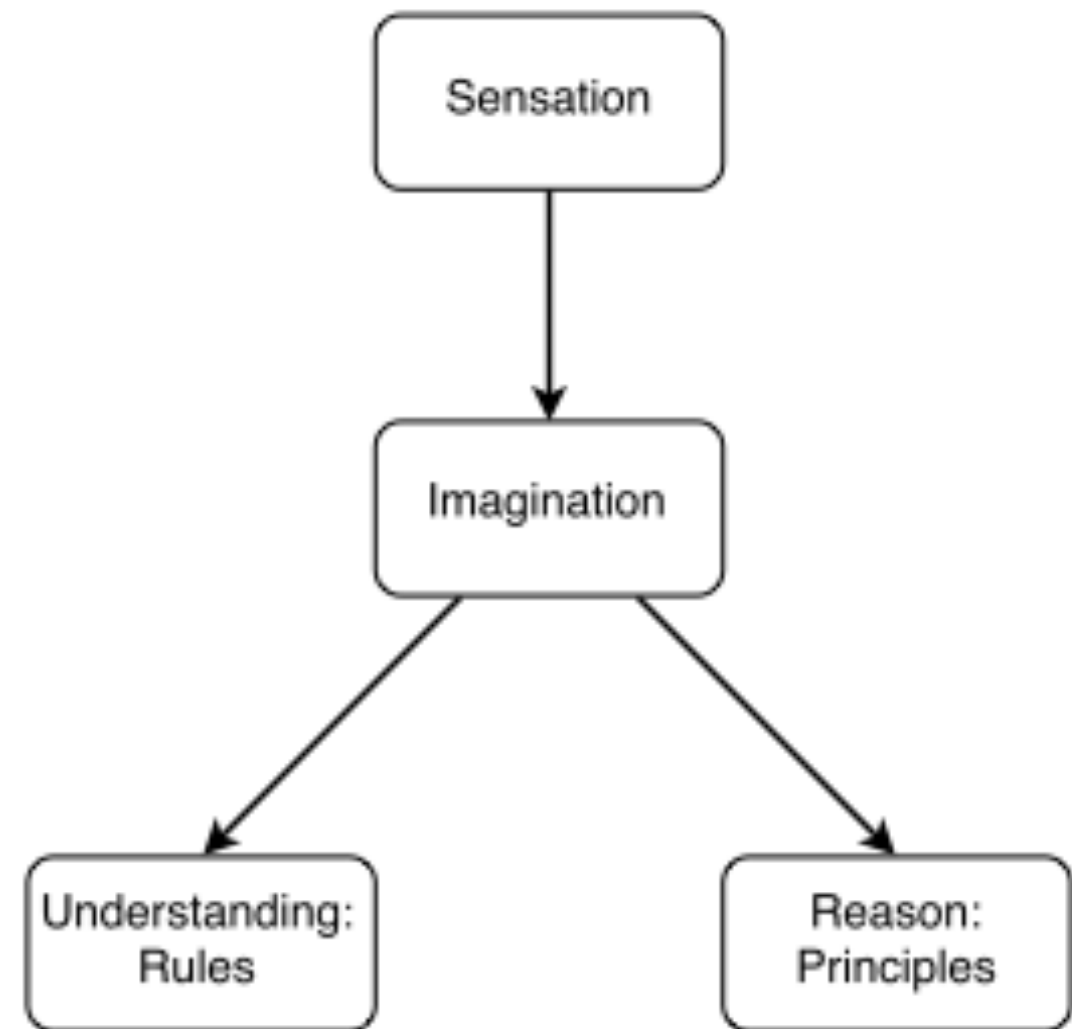 Sensation
Imagination
Understanding:
Rules
Reason:
Principles